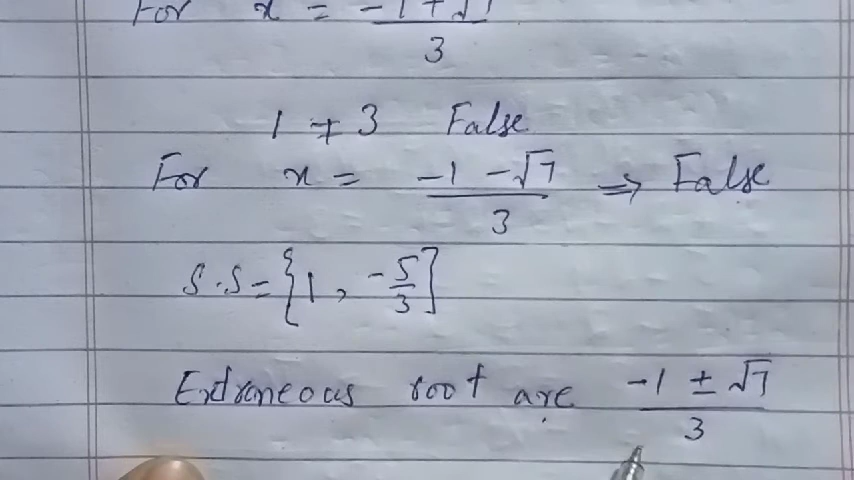 For x = -1 + √7 / 3
1 ≠ 3 False
For x = -1 - √7 / 3 ⇒ False
S.S = {1, -5/3}
Extraneous root are -1 ± √7 / 3